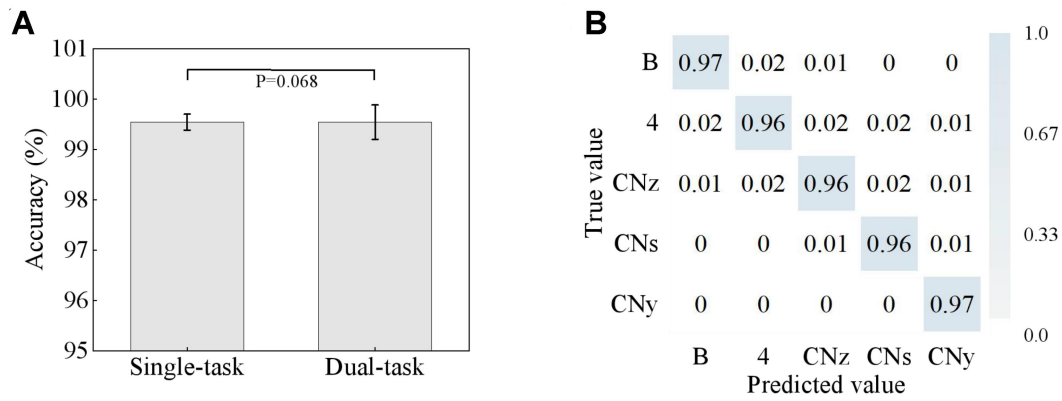 A
101
100
99
98
97
96
95
Accuracy (%)
P=0.068
Single-task Dual-task
B
True value
B 0.97 0.02 0.01 0 0
4 0.02 0.96 0.02 0.02 0.01
CNz 0.01 0.02 0.96 0.02 0.01
CNs 0 0 0.01 0.96 0.01
CNy 0 0 0 0 0.97
B 4 CNz CNs CNy
Predicted value
1.0
0.67
0.33
0.0